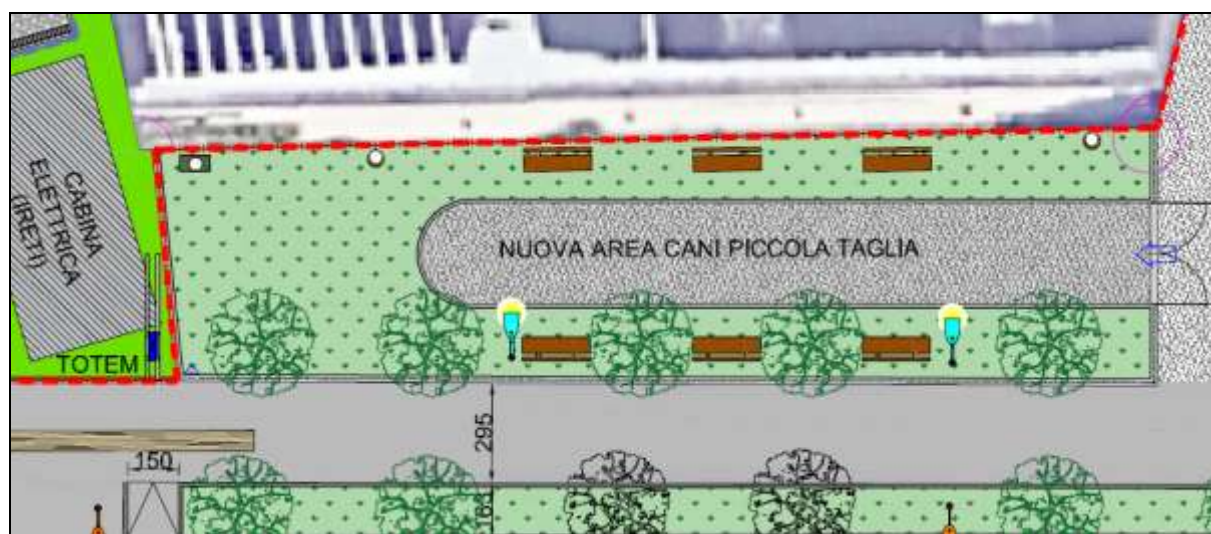 CABINA
ELETTRICA
(IRETI)
NUOVA AREA CANI PICCOLA TAGLIA
TOTEM
295
150